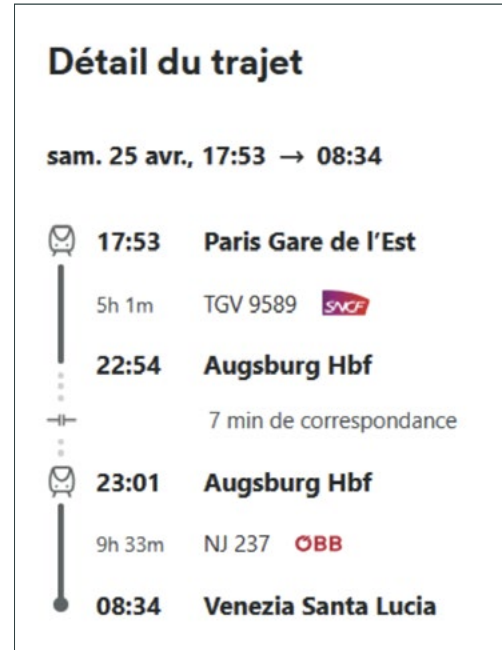 Détail du trajet
sam. 25 avr., 17:53 → 08:34
17:53 Paris Gare de l'Est
5h 1m TGV 9589 SNCF
22:54 Augsburg Hbf
7 min de correspondance
23:01 Augsburg Hbf
9h 33m NJ 237 ÖBB
08:34 Venezia Santa Lucia